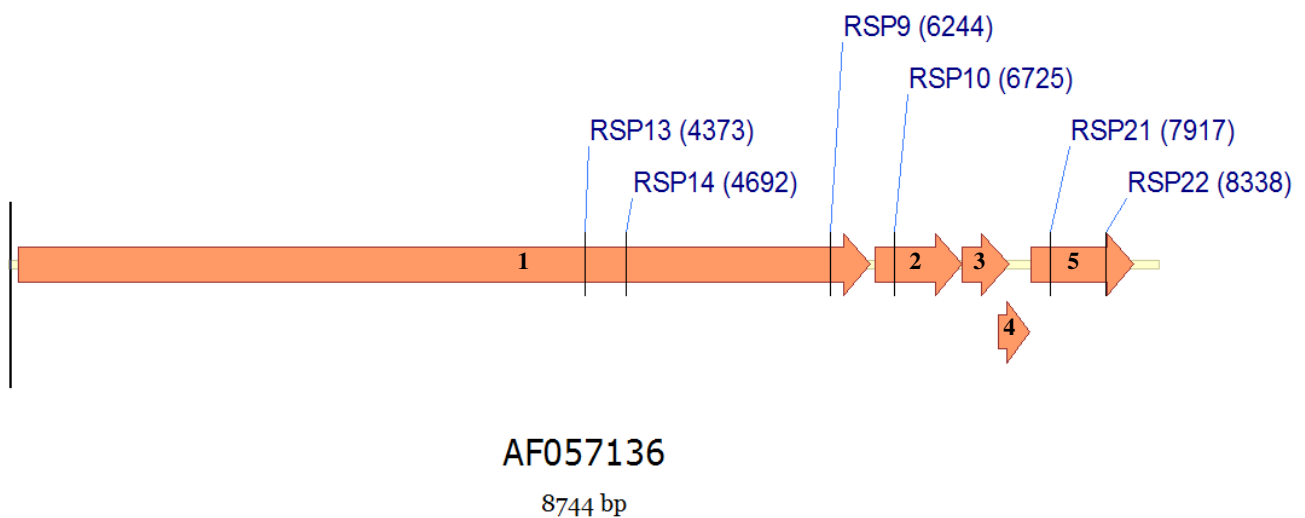 RSP9 (6244)
RSP10 (6725)
RSP13 (4373)
RSP21 (7917)
RSP14 (4692)
RSP22 (8338)
1
2
3
5
4
AF057136
8744 bp